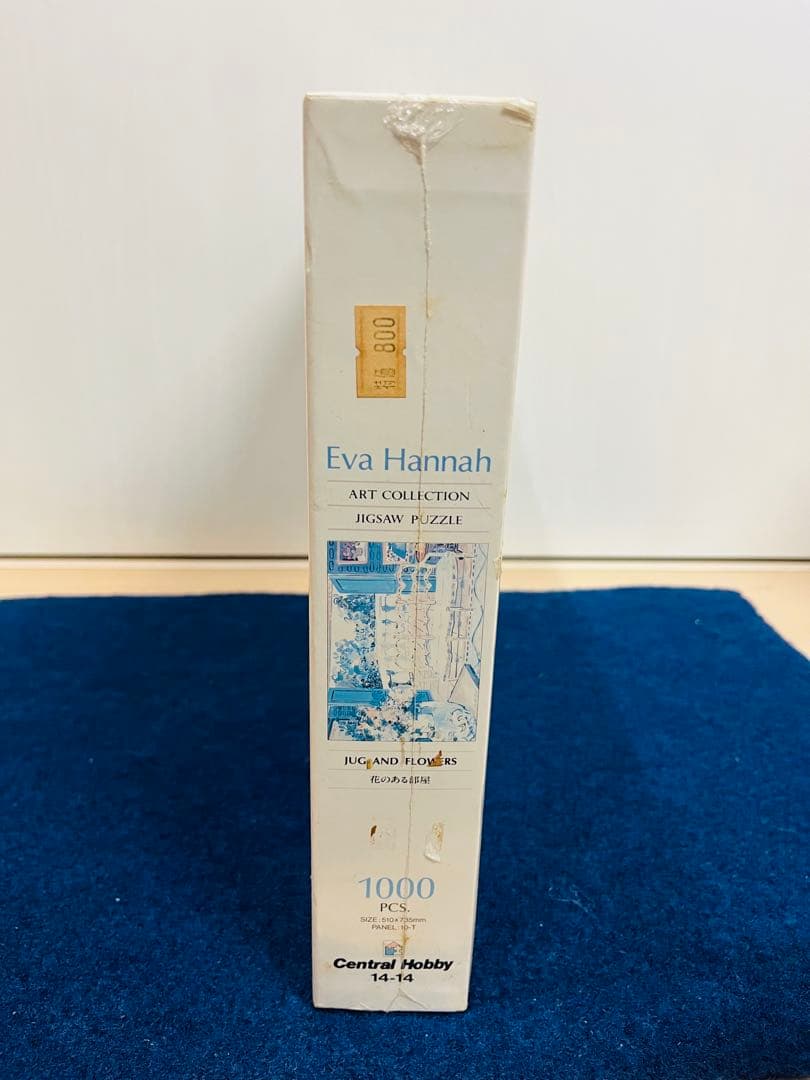 特価 800
Eva Hannah
ART COLLECTION
JIGSAW PUZZLE
JUG AND FLOWERS
花のある部屋
1000
PCS.
SIZE:510×735mm
PANEL:10-T
Central Hobby
14-14